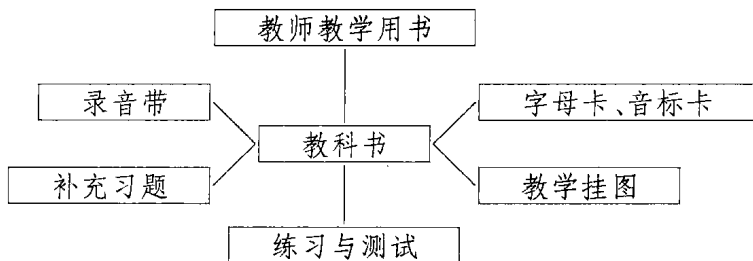 教师教学用书
录音带
字母卡、音标卡
教科书
补充习题
教学挂图
练习与测试